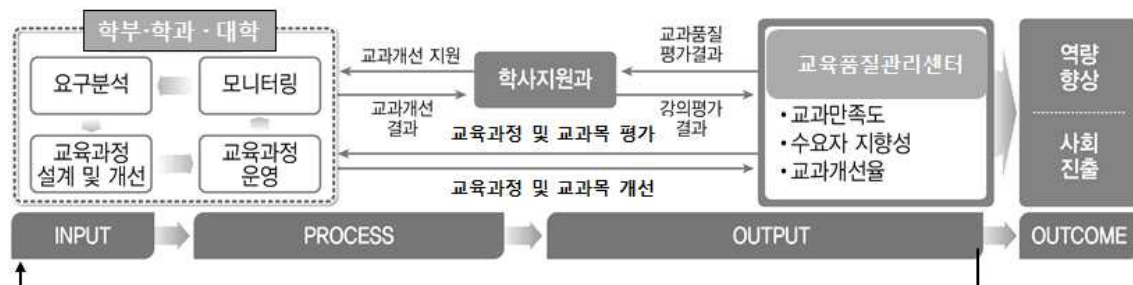 학부·학과·대학
요구분석
모니터링
교육과정
설계 및 개선
교육과정
운영
교과개선 지원
교과개선
결과
학사지원과
교과품질
평가결과
강의평가
결과
교육과정 및 교과목 평가
교육과정 및 교과목 개선
교육품질관리센터
•교과만족도
•수요자 지향성
•교과개선율
역량
향상
사회
진출
INPUT
PROCESS
OUTPUT
OUTCOME